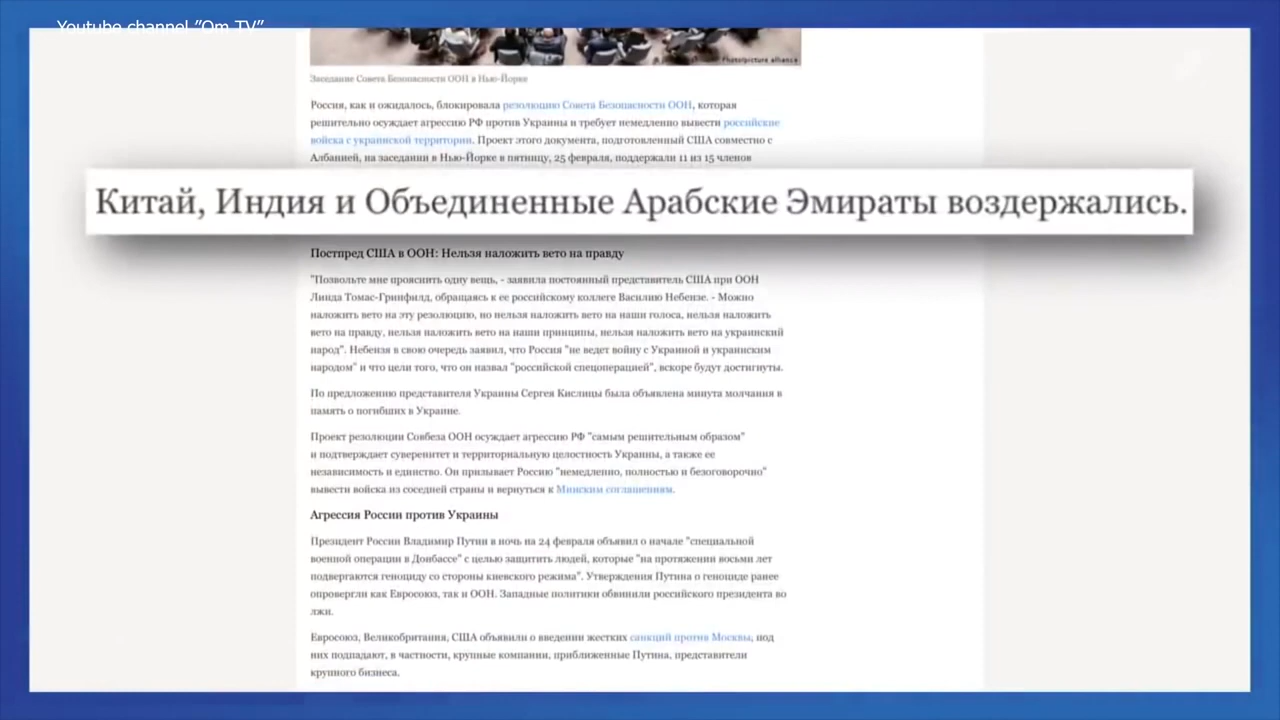 Youtube channel "Om TV"
Photo/picture alliance
Заседание Совета Безопасности ООН в Нью-Йорке
Россия, как и ожидалось, блокировала резолюцию Совета Безопасности ООН, которая
решительно осуждает агрессию РФ против Украины и требует немедленно вывести российские
войска с украинской территории. Проект этого документа, подготовленный США совместно с
Албанией, на заседании в Нью-Йорке в пятницу, 25 февраля, поддержали 11 из 15 членов
Китай, Индия и Объединенные Арабские Эмираты воздержались.
Постпред США в ООН: Нельзя наложить вето на правду
"Позвольте мне прояснить одну вещь, - заявила постоянный представитель США при ООН
Линда Томас-Гринфилд, обращаясь к ее российскому коллеге Василию Небензе. - Можно
наложить вето на эту резолюцию, но нельзя наложить вето на наши голоса, нельзя наложить
вето на правду, нельзя наложить вето на наши принципы, нельзя наложить вето на украинский
народ". Небензя в свою очередь заявил, что Россия "не ведет войну с Украиной и украинским
народом" и что цели того, что он назвал "российской спецоперацией", вскоре будут достигнуты.
По предложению представителя Украины Сергея Кислицы была объявлена минута молчания в
память о погибших в Украине.
Проект резолюции Совбеза ООН осуждает агрессию РФ "самым решительным образом"
и подтверждает суверенитет и территориальную целостность Украины, а также ее
независимость и единство. Он призывает Россию "немедленно, полностью и безоговорочно"
вывести войска из соседней страны и вернуться к Минским соглашениям.
Агрессия России против Украины
Президент России Владимир Путин в ночь на 24 февраля объявил о начале "специальной
военной операции в Донбассе" с целью защитить людей, которые "на протяжении восьми лет
подвергаются геноциду со стороны киевского режима". Утверждения Путина о геноциде ранее
опровергли как Евросоюз, так и ООН. Западные политики обвинили российского президента во
лжи.
Евросоюз, Великобритания, США объявили о введении жестких санкций против Москвы, под
них подпадают, в частности, крупные компании, приближенные Путина, представители
крупного бизнеса.